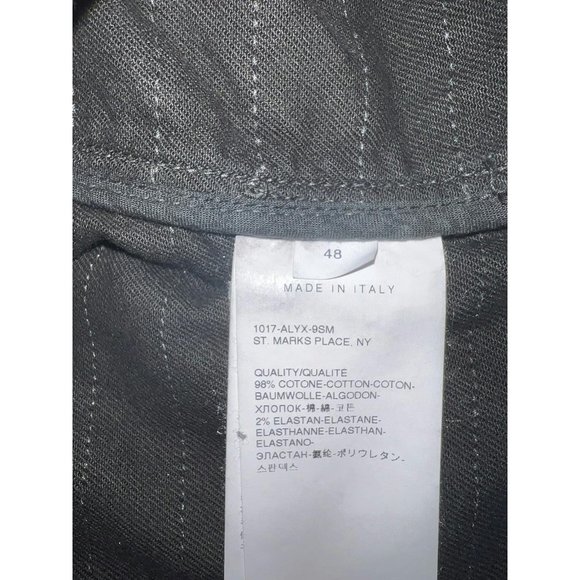 48
MADE IN ITALY
1017-ALYX-9SM
ST. MARKS PLACE, NY
QUALITY/QUALITÉ
98% COTONE-COTTON-COTON-
BAUMWOLLE-ALGODON-
ХЛОПОК-棉-綿-코튼
2% ELASTAN-ELASTANE-
ELASTHANNE-ELASTHAN-
ELASTANO-
ЭЛАСТАН-氨纶-ポリウレタン-
스판덱스